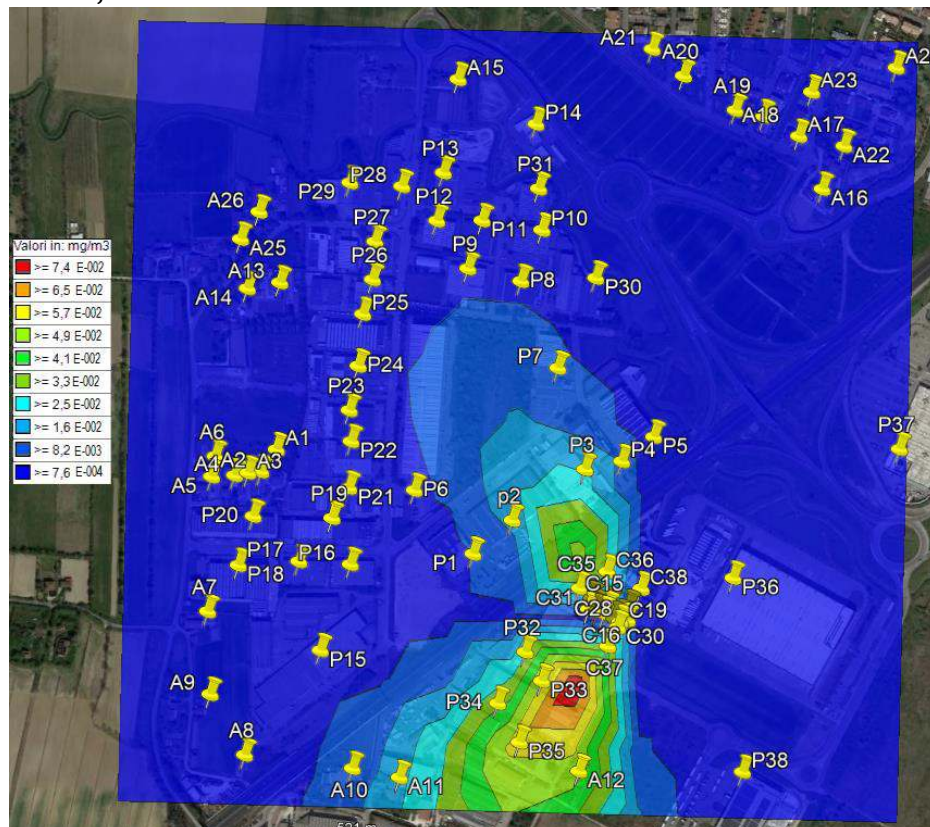 A21
A20
A2
A15
A19
A23
A18
A17
P14
A22
P13
P31
A16
P28
P29
P12
A26
P27
P11
P10
A25
P9
P26
A13
A14
P8
P30
P25
Valori in: mg/m3
>= 7,4 E-002
>= 6,5 E-002
>= 5,7 E-002
>= 4,9 E-002
>= 4,1 E-002
>= 3,3 E-002
>= 2,5 E-002
>= 1,6 E-002
>= 8,2 E-003
>= 7,6 E-004
P24
P7
P23
A6
A1
P22
P5
P37
A4
A2
A3
P3
P4
A5
P19
P21
P6
p2
P20
P17
P16
P1
C35
C36
P18
C15
C38
P36
C31
A7
C28
C19
C16
C30
P15
P32
C37
A9
P33
P34
A8
P35
A10
A11
A12
P38